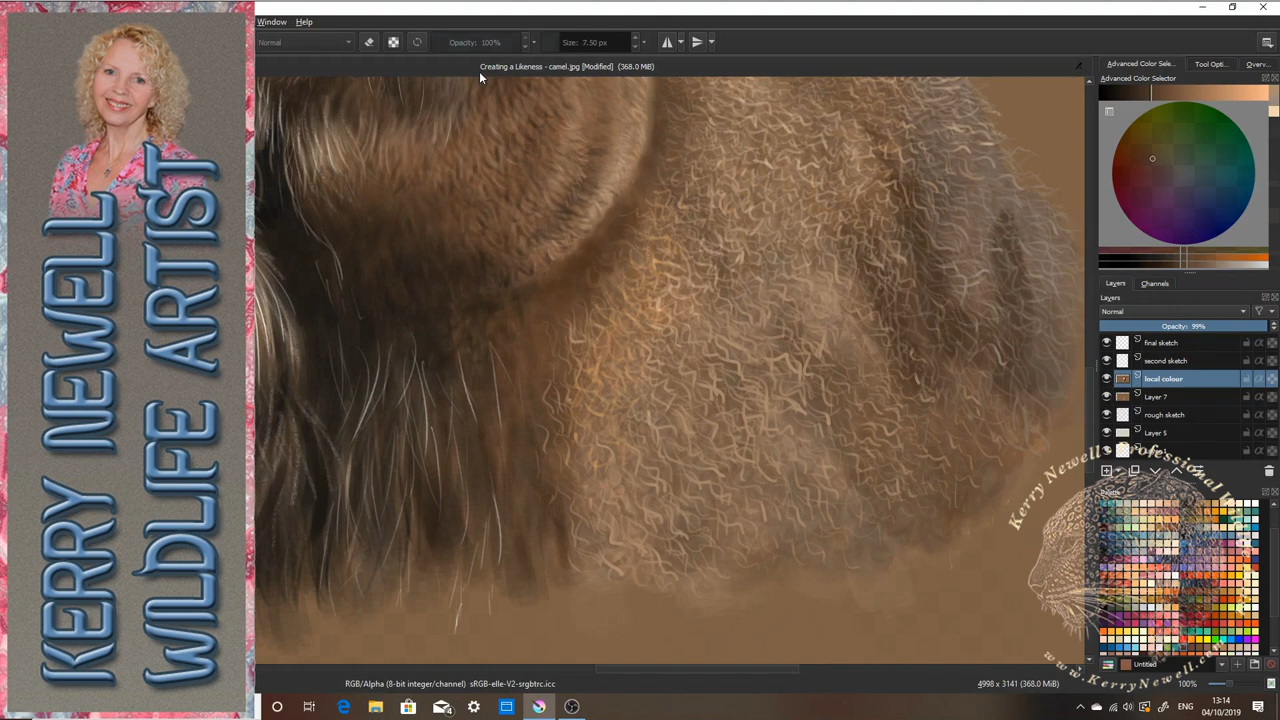 KERRY NEWELL
WILDLIFE ARTIST
Window Help
Normal
Opacity: 100%
Size: 7.50 px
Creating a Likeness - camel.jpg [Modified] (368.0 MiB)
Advanced Color Sele... Tool Opti... Overv...
Advanced Color Selector
Layers Channels
Layers
Normal
Opacity: 99%
final sketch
second sketch
local colour
Layer 7
rough sketch
Layer 5
Kerry Newell's Professional
www.KerryNewell.com
Untitled
RGB/Alpha (8-bit integer/channel) sRGB-elle-V2-srgbtrc.icc
4998 x 3141 (368.0 MiB)
100%
ENG
13:14
04/10/2019